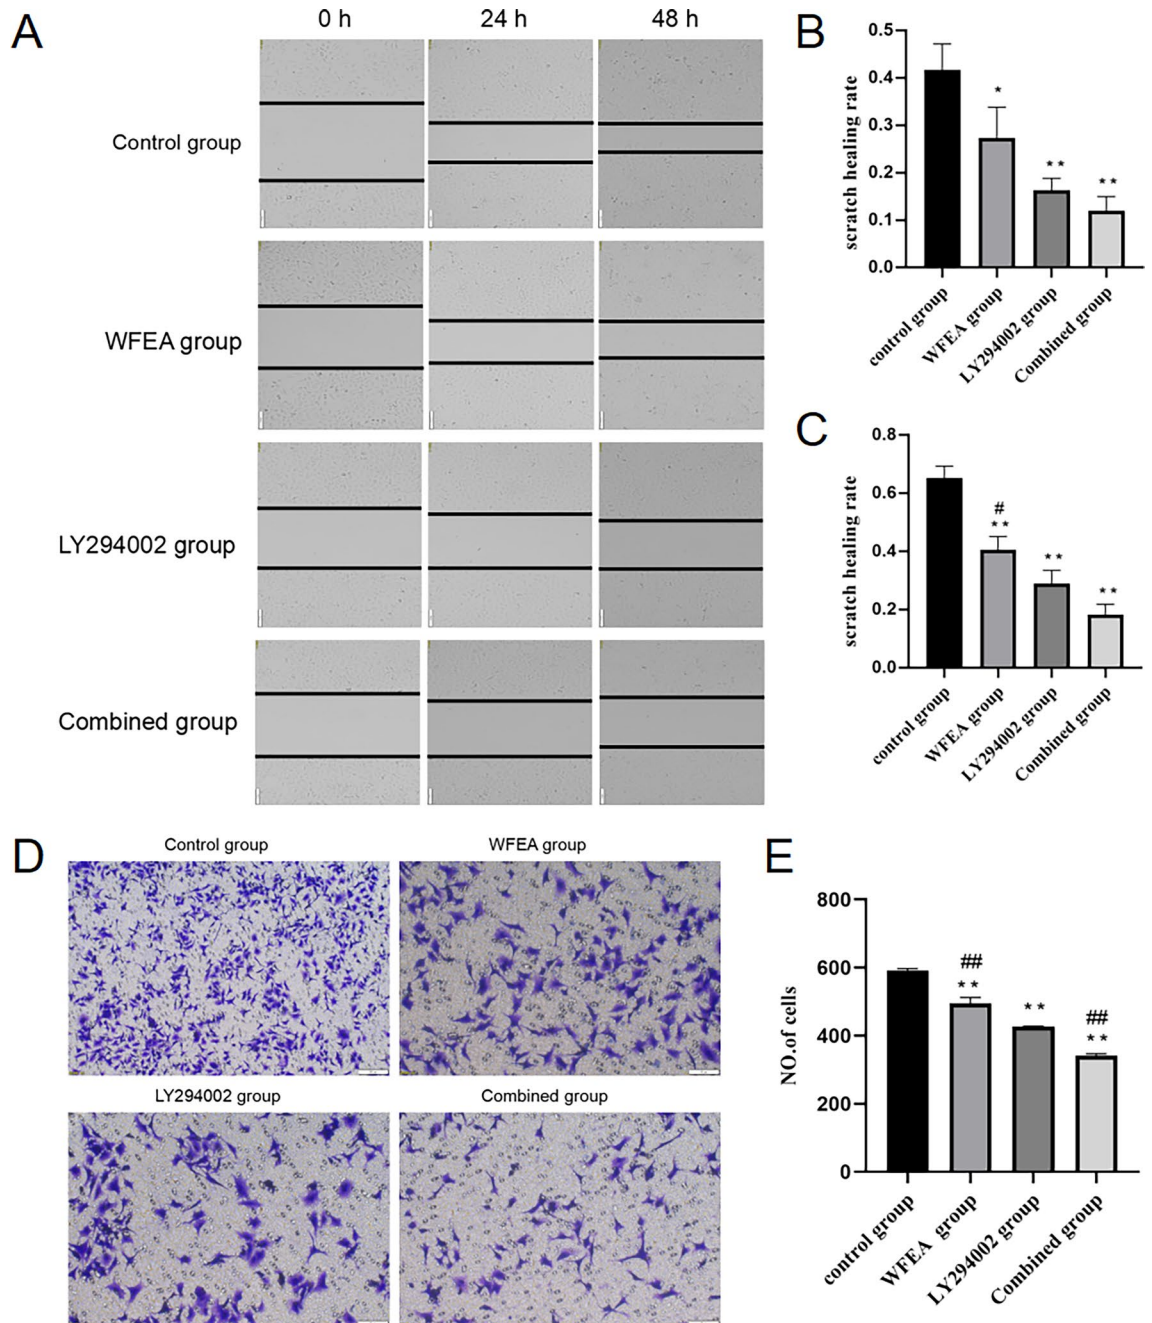 A
0 h 24 h 48 h
Control group
WFEA group
LY294002 group
Combined group
B
scratch healing rate
0.5
0.4
0.3
0.2
0.1
0.0
*
**
**
control group
WFEA group
LY294002 group
Combined group
C
scratch healing rate
0.8
0.6
0.4
0.2
0.0
#
**
**
**
control group
WFEA group
LY294002 group
Combined group
D
Control group WFEA group
LY294002 group Combined group
E
NO.of cells
800
600
400
200
0
##
**
**
##
**
control group
WFEA group
LY294002 group
Combined group